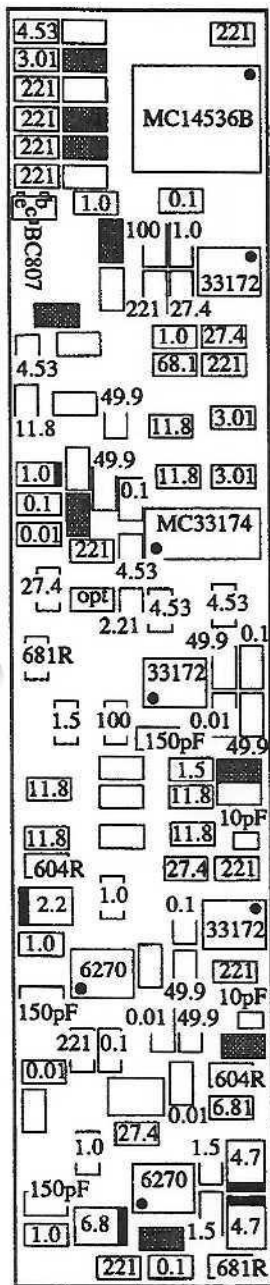 4.53 221
3.01
221
221 MC14536B
221
221
e c b 1.0 0.1
BC807
100 1.0
33172
221 27.4
1.0 27.4
4.53 68.1 221
49.9
11.8 11.8 3.01
49.9
1.0 11.8 3.01
0.1 0.1
0.01 MC33174
221
4.53
27.4 opt 4.53 4.53
2.21
49.9 0.1
681R 33172
1.5 100 0.01
150pF 49.9
1.5
11.8 11.8
10pF
11.8 11.8
604R 27.4 221
2.2 1.0 0.1
33172
1.0
6270 221
49.9 10pF
150pF
0.01 49.9
221 0.1
0.01 604R
0.01 6.81
27.4
1.0 1.5 4.7
6270
150pF
6.8 4.7
1.0 1.5
221 0.1 681R